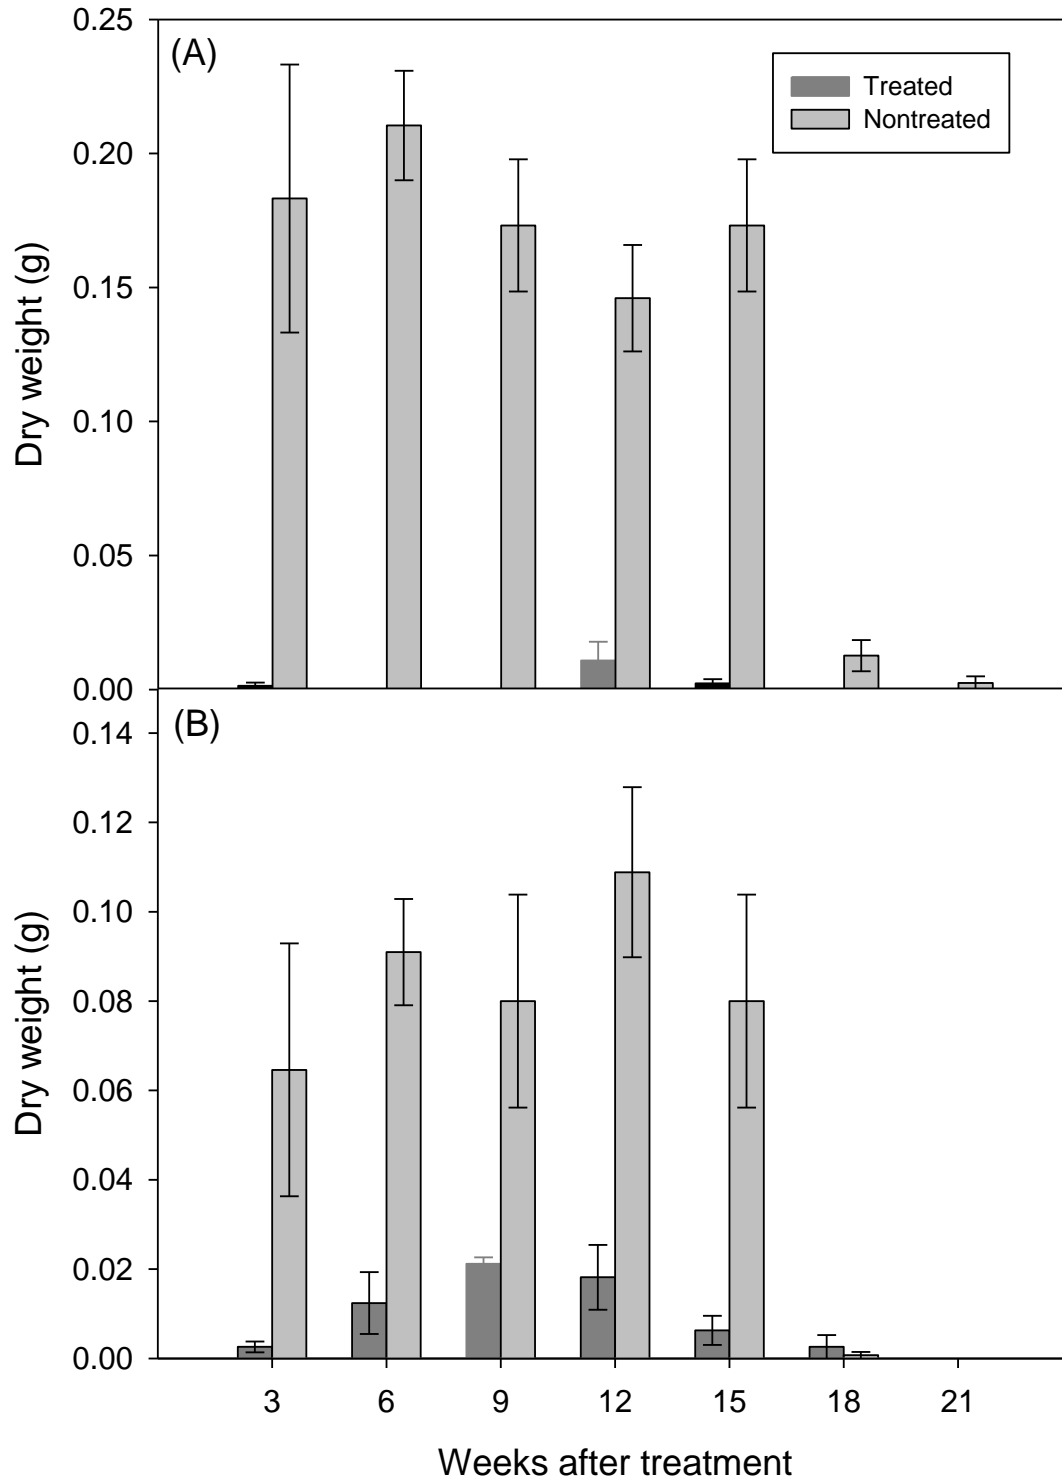 0.25
(A)
Treated
Nontreated
0.20
0.15
0.10
0.05
0.00
Dry weight (g)
(B)
0.14
0.12
0.10
0.08
0.06
0.04
0.02
0.00
Dry weight (g)
3 6 9 12 15 18 21
Weeks after treatment